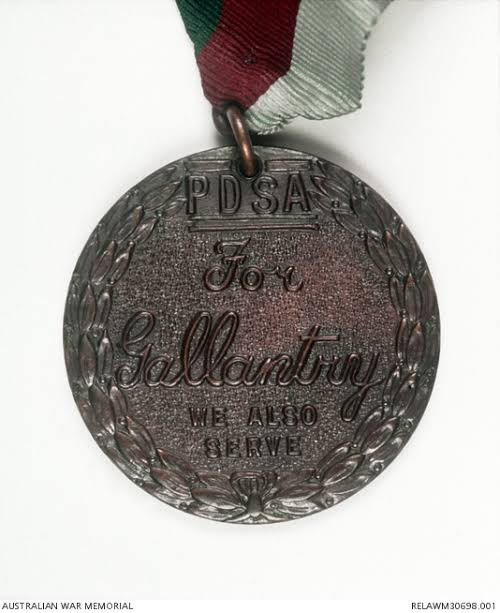 PDSA
For
Gallantry
WE ALSO
SERVE
AUSTRALIAN WAR MEMORIAL
RELAWM30698.001